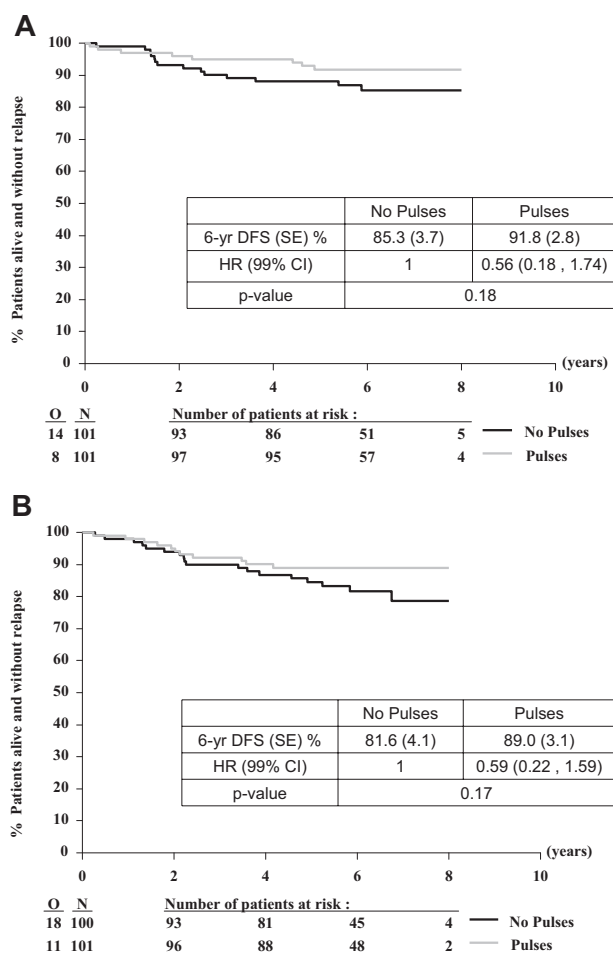 A
% Patients alive and without relapse
100
90
80
70
60
50
40
30
20
10
0
No Pulses Pulses
6-yr DFS (SE) % 85.3 (3.7) 91.8 (2.8)
HR (99% CI) 1 0.56 (0.18 , 1.74)
p-value 0.18
(years)
0 2 4 6 8 10
O N Number of patients at risk :
14 101 93 86 51 5 No Pulses
8 101 97 95 57 4 Pulses
B
% Patients alive and without relapse
100
90
80
70
60
50
40
30
20
10
0
No Pulses Pulses
6-yr DFS (SE) % 81.6 (4.1) 89.0 (3.1)
HR (99% CI) 1 0.59 (0.22 , 1.59)
p-value 0.17
(years)
0 2 4 6 8 10
O N Number of patients at risk :
18 100 93 81 45 4 No Pulses
11 101 96 88 48 2 Pulses